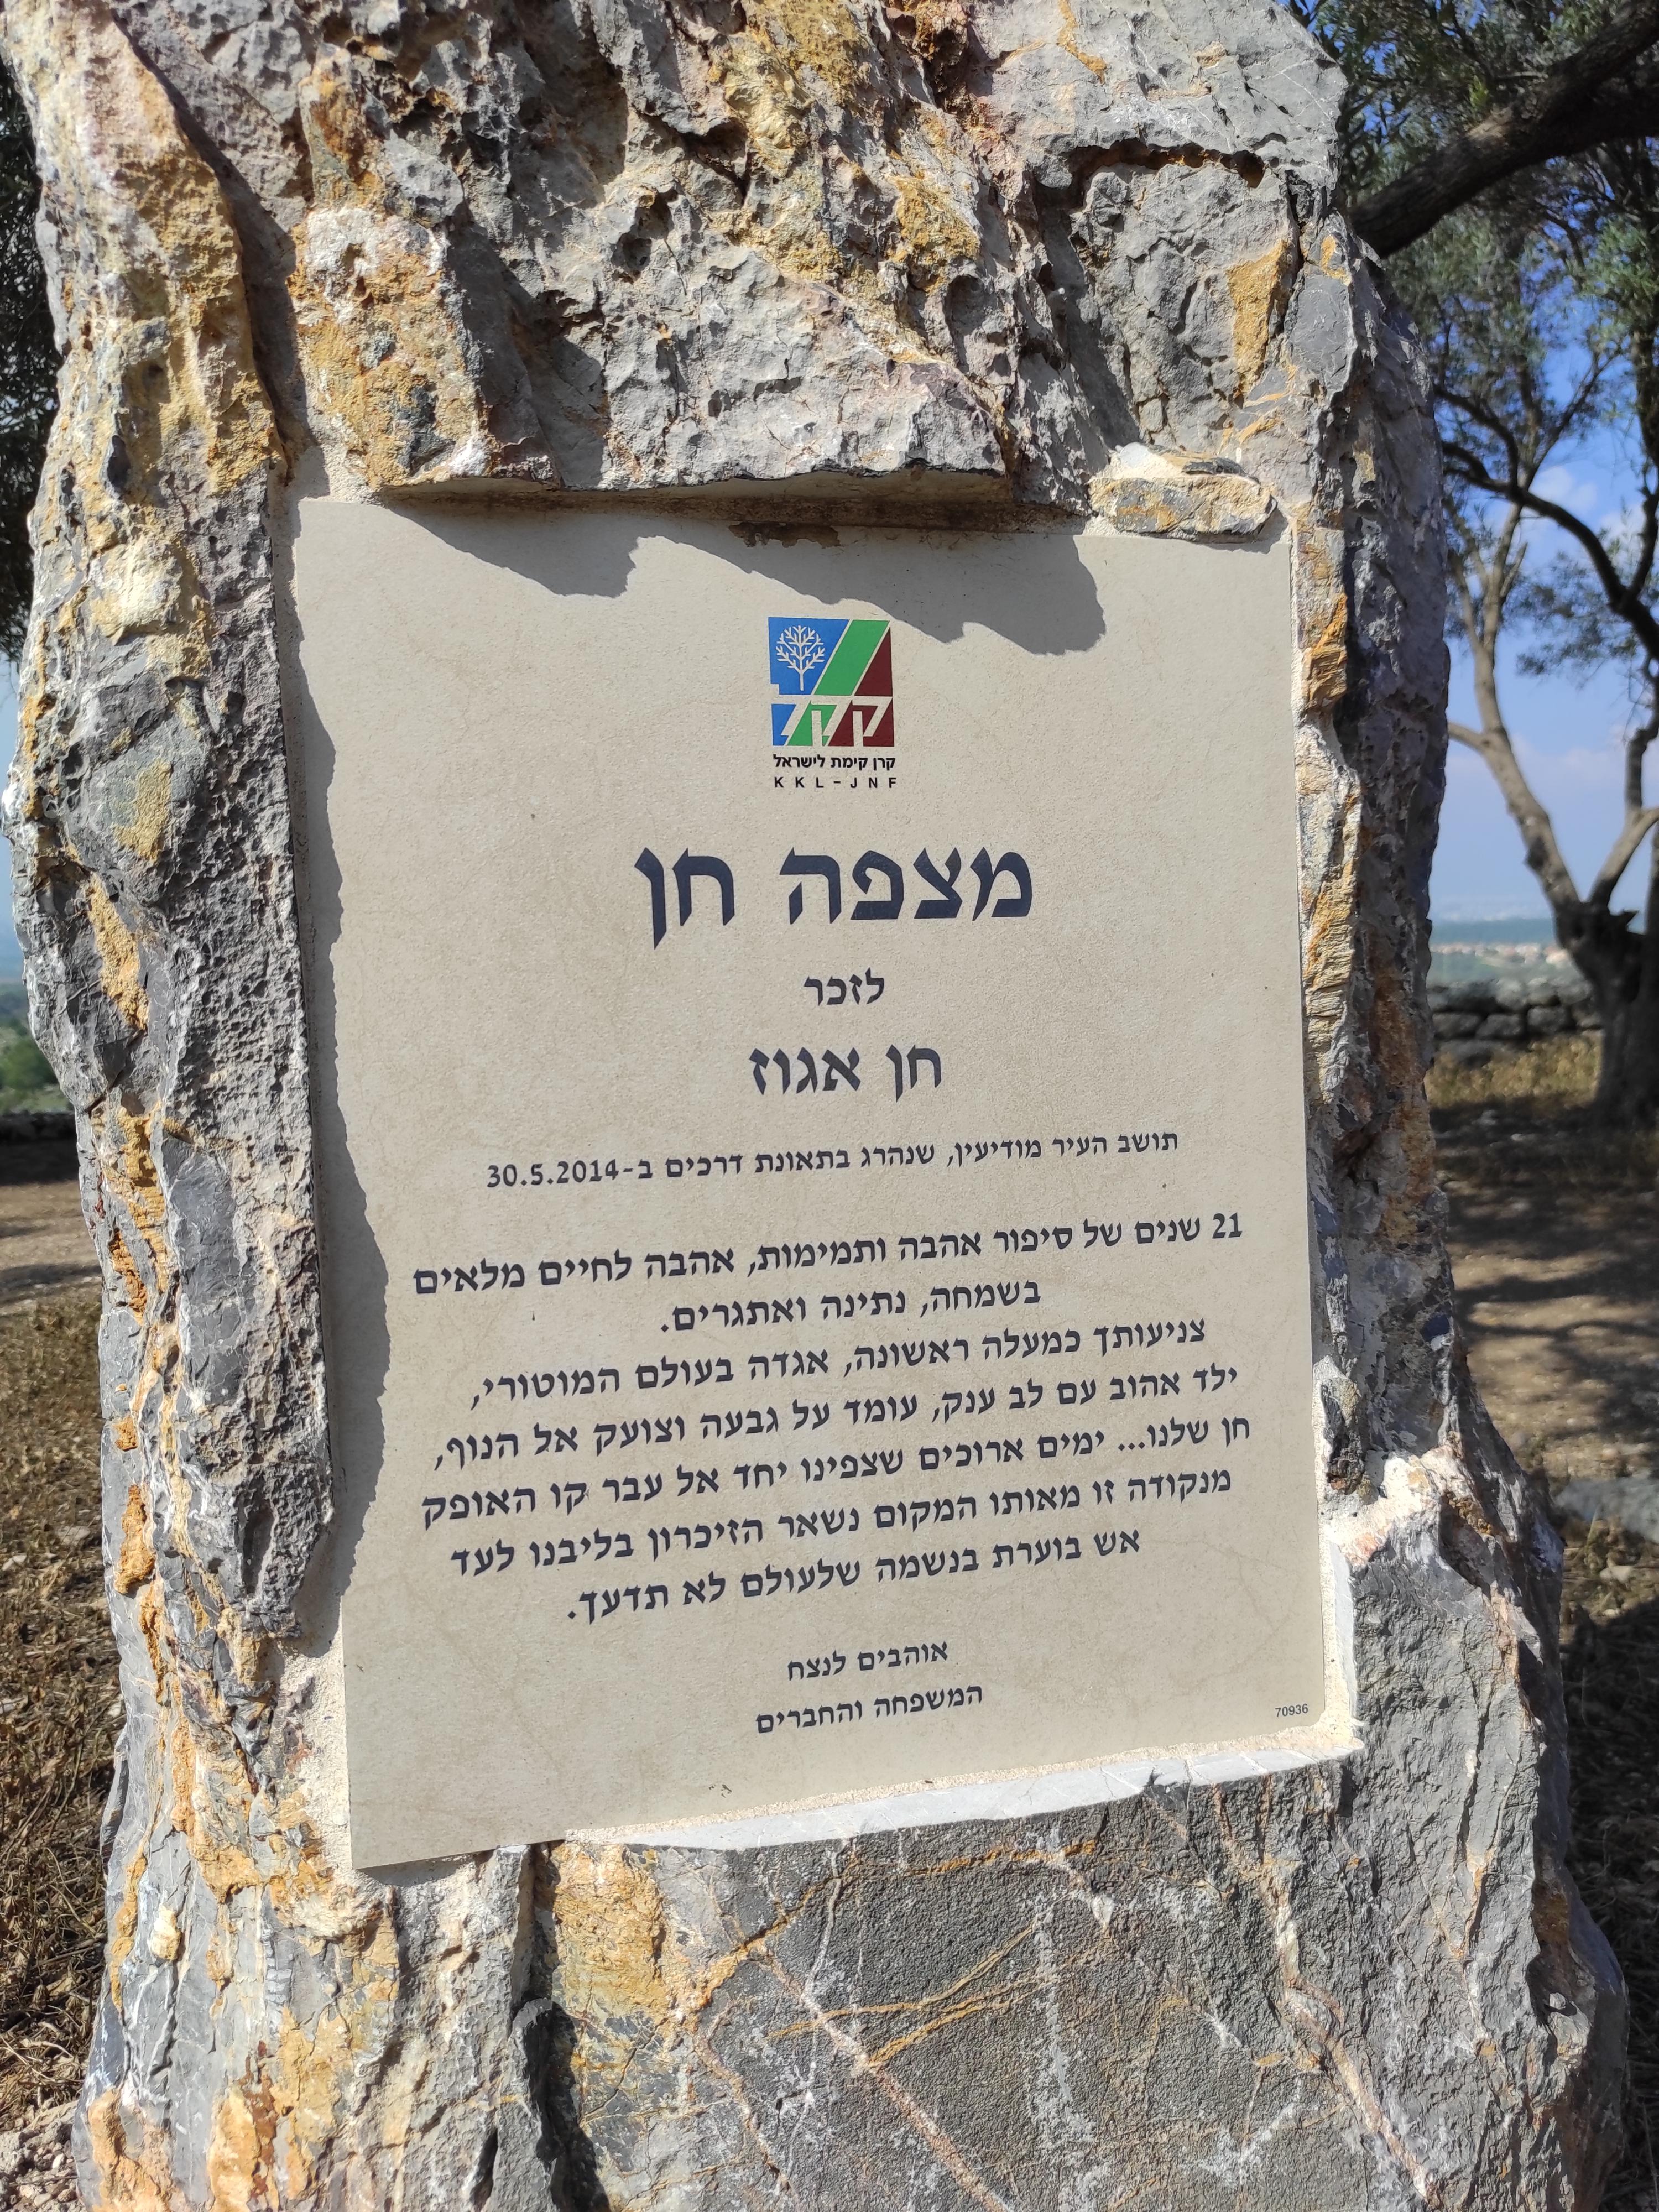 קקל
קרן קימת לישראל
KKL-JNF
מצפה חן
לזכר
חן אגוז
תושב העיר מודיעין, שנהרג בתאונת דרכים ב-30.5.2014
21 שנים של סיפור אהבה ותמימות, אהבה לחיים מלאים
בשמחה, נתינה ואתגרים.
צניעותך כמעלה ראשונה, אגדה בעולם המוטורי,
ילד אהוב עם לב ענק, עומד על גבעה וצועק אל הנוף,
חן שלנו... ימים ארוכים שצפינו יחד אל עבר קו האופק
מנקודה זו מאותו המקום נשאר הזיכרון בליבנו לעד
אש בוערת בנשמה שלעולם לא תדעך.
אוהבים לנצח
המשפחה והחברים
70936